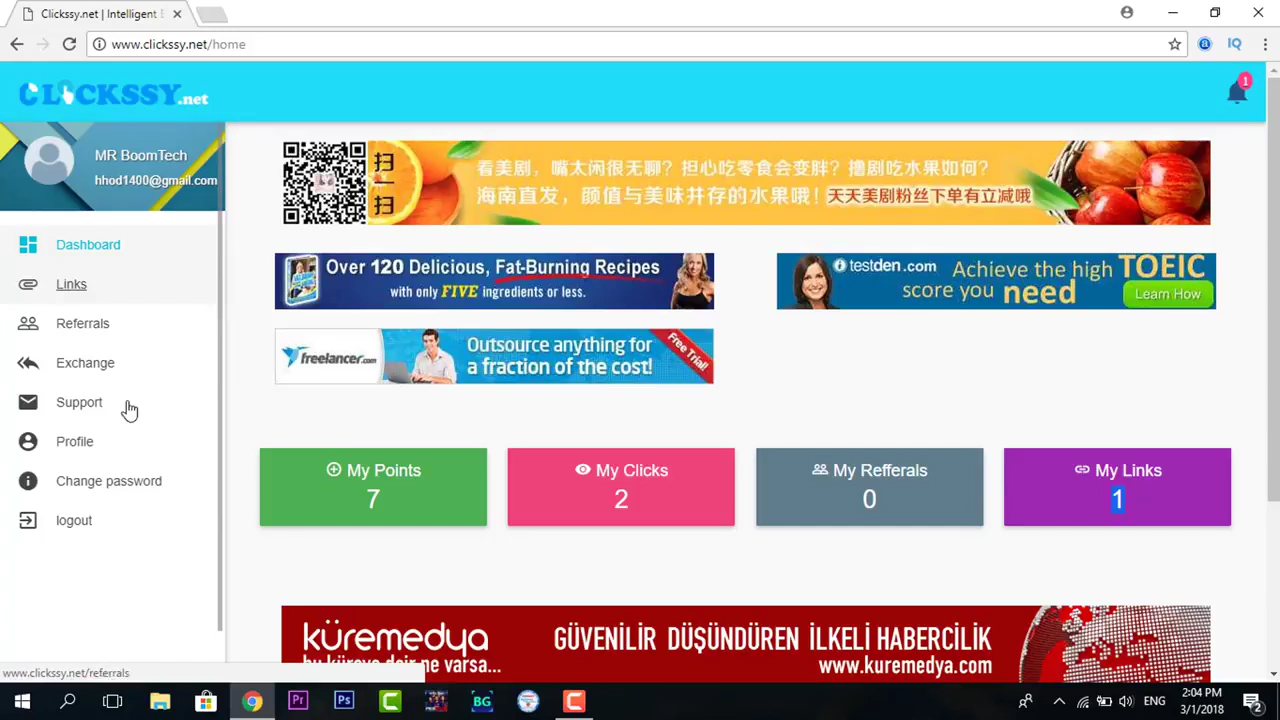 Clickssy.net | Intelligent E
www.clickssy.net/home
CLICKSSY.net
1
MR BoomTech
hhod1400@gmail.com
Dashboard
Links
Referrals
Exchange
Support
Profile
Change password
logout
扫一扫
看美剧，嘴太闲很无聊？担心吃零食会变胖？撸剧吃水果如何？
海南直发，颜值与美味并存的水果哦！天天美剧粉丝下单有立减哦
Over 120 Delicious, Fat-Burning Recipes
with only FIVE ingredients or less.
testden.com
Achieve the high TOEIC
score you need
Learn How
freelancer.com
Outsource anything for
a fraction of the cost!
Free Trial!
My Points
7
My Clicks
2
My Refferals
0
My Links
1
küremedya
bu küreye dair ne varsa...
GÜVENİLİR DÜŞÜNDÜREN İLKELİ HABERCİLİK
www.kuremedya.com
www.clickssy.net/referrals
Pr
Ps
BG
ENG
2:04 PM
3/1/2018
2